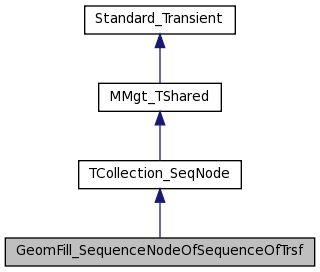 Standard_Transient
MMgt_TShared
TCollection_SeqNode
GeomFill_SequenceNodeOfSequenceOfTrsf